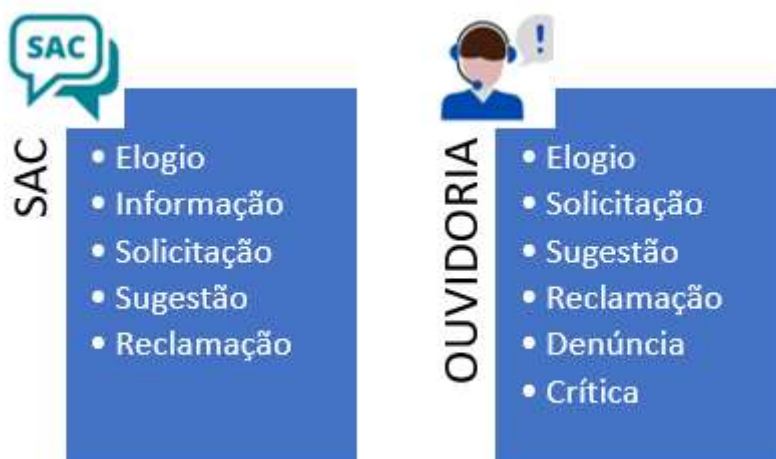 SAC
SAC
• Elogio
• Informação
• Solicitação
• Sugestão
• Reclamação
!
OUVIDORIA
• Elogio
• Solicitação
• Sugestão
• Reclamação
• Denúncia
• Crítica